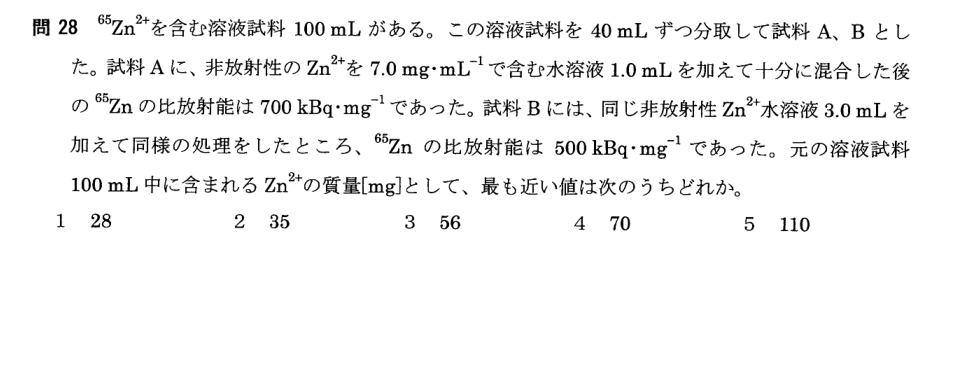 問 28 ⁶⁵Zn²⁺を含む溶液試料 100 mL がある。この溶液試料を 40 mL ずつ分取して試料 A、B とし
た。試料 A に、非放射性の Zn²⁺を 7.0 mg·mL⁻¹ で含む水溶液 1.0 mL を加えて十分に混合した後
の ⁶⁵Zn の比放射能は 700 kBq·mg⁻¹ であった。試料 B には、同じ非放射性 Zn²⁺水溶液 3.0 mL を
加えて同様の処理をしたところ、⁶⁵Zn の比放射能は 500 kBq·mg⁻¹ であった。元の溶液試料
100 mL 中に含まれる Zn²⁺の質量[mg]として、最も近い値は次のうちどれか。
1 28 2 35 3 56 4 70 5 110